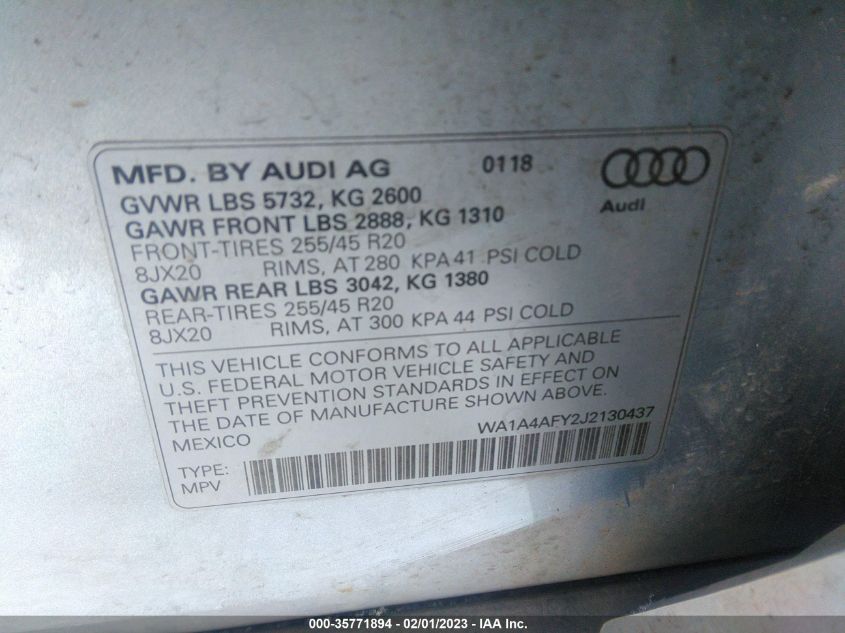 MFD. BY AUDI AG 0118
Audi
GVWR LBS 5732, KG 2600
GAWR FRONT LBS 2888, KG 1310
FRONT-TIRES 255/45 R20
8JX20 RIMS, AT 280 KPA 41 PSI COLD
GAWR REAR LBS 3042, KG 1380
REAR-TIRES 255/45 R20
8JX20 RIMS, AT 300 KPA 44 PSI COLD
THIS VEHICLE CONFORMS TO ALL APPLICABLE
U.S. FEDERAL MOTOR VEHICLE SAFETY AND
THEFT PREVENTION STANDARDS IN EFFECT ON
THE DATE OF MANUFACTURE SHOWN ABOVE.
MEXICO WA1A4AFY2J2130437
TYPE:
MPV
000-35771894 - 02/01/2023 - IAA Inc.